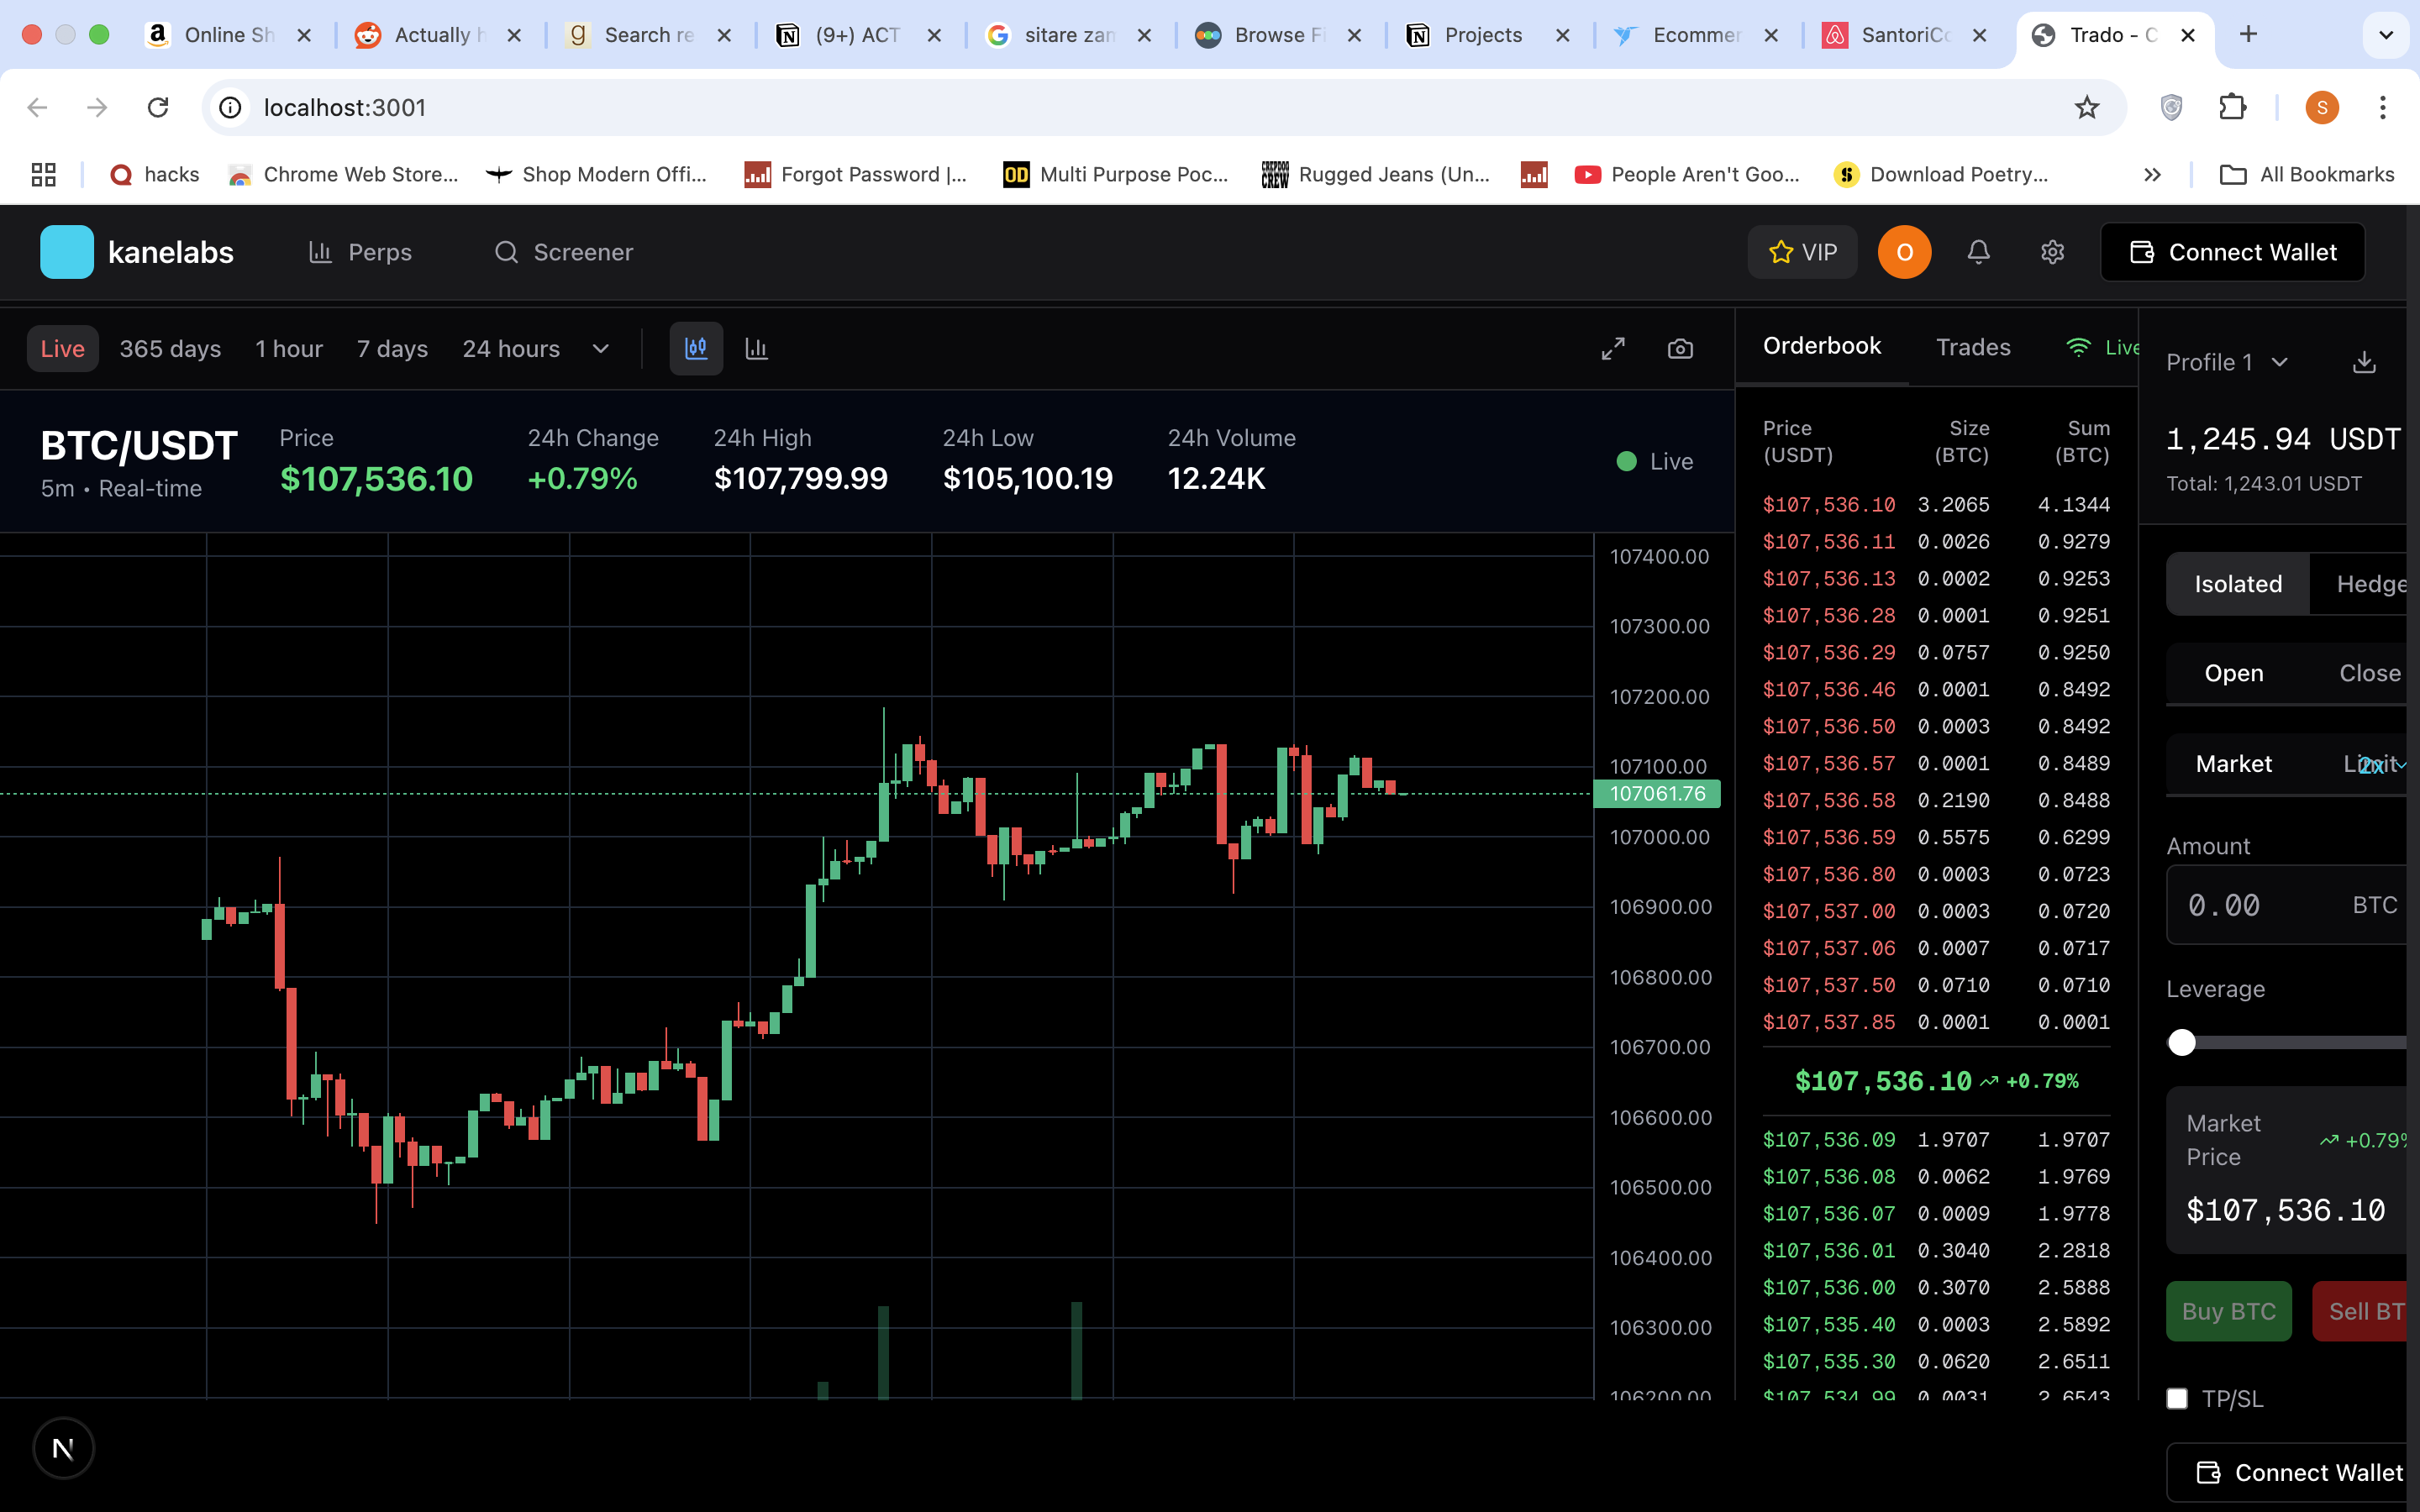 Online Sh
Actually h
Search re
(9+) ACT
sitare zam
Browse Fi
Projects
Ecommer
SantoriCo
Trado - C
localhost:3001
S
hacks
Chrome Web Store...
Shop Modern Offi...
Forgot Password |...
OD
Multi Purpose Poc...
Rugged Jeans (Un...
People Aren't Goo...
Download Poetry...
All Bookmarks
kanelabs
Perps
Screener
VIP
O
Connect Wallet
Live 365 days 1 hour 7 days 24 hours
BTC/USDT
5m • Real-time
Price
$107,536.10
24h Change
+0.79%
24h High
$107,799.99
24h Low
$105,100.19
24h Volume
12.24K
Live
107400.00
107300.00
107200.00
107100.00
107061.76
107000.00
106900.00
106800.00
106700.00
106600.00
106500.00
106400.00
106300.00
106200.00
Orderbook Trades Live
Price (USDT) Size (BTC) Sum (BTC)
$107,536.10 3.2065 4.1344
$107,536.11 0.0026 0.9279
$107,536.13 0.0002 0.9253
$107,536.28 0.0001 0.9251
$107,536.29 0.0757 0.9250
$107,536.46 0.0001 0.8492
$107,536.50 0.0003 0.8492
$107,536.57 0.0001 0.8489
$107,536.58 0.2190 0.8488
$107,536.59 0.5575 0.6299
$107,536.80 0.0003 0.0723
$107,537.00 0.0003 0.0720
$107,537.06 0.0007 0.0717
$107,537.50 0.0710 0.0710
$107,537.85 0.0001 0.0001
$107,536.10 +0.79%
$107,536.09 1.9707 1.9707
$107,536.08 0.0062 1.9769
$107,536.07 0.0009 1.9778
$107,536.01 0.3040 2.2818
$107,536.00 0.3070 2.5888
$107,535.40 0.0003 2.5892
$107,535.30 0.0620 2.6511
$107,534.99 0.0031 2.6543
Profile 1
1,245.94 USDT
Total: 1,243.01 USDT
Isolated Hedge
Open Close
Market Limit 2x
Amount
0.00 BTC
Leverage
Market Price
+0.79%
$107,536.10
Buy BTC Sell BT
TP/SL
Connect Wallet
N